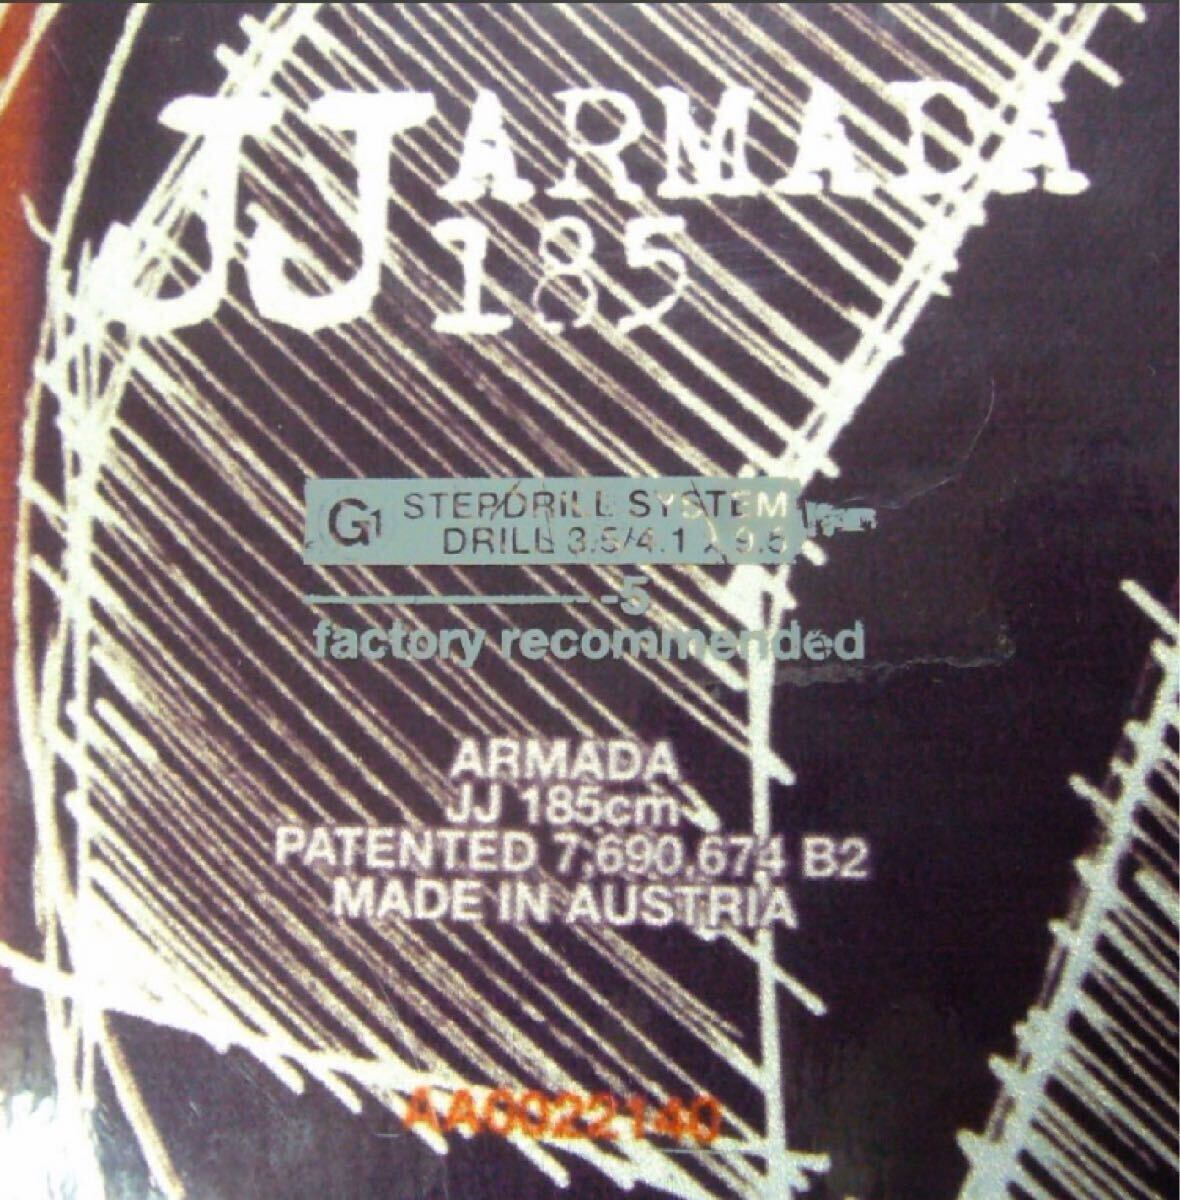 JJ ARMADA
185
G1 STEPDRILL SYSTEM
DRILL 3.5/4.1 x 9.5
-5
factory recommended
ARMADA
JJ 185cm
PATENTED 7,690,674 B2
MADE IN AUSTRIA
AA0022140